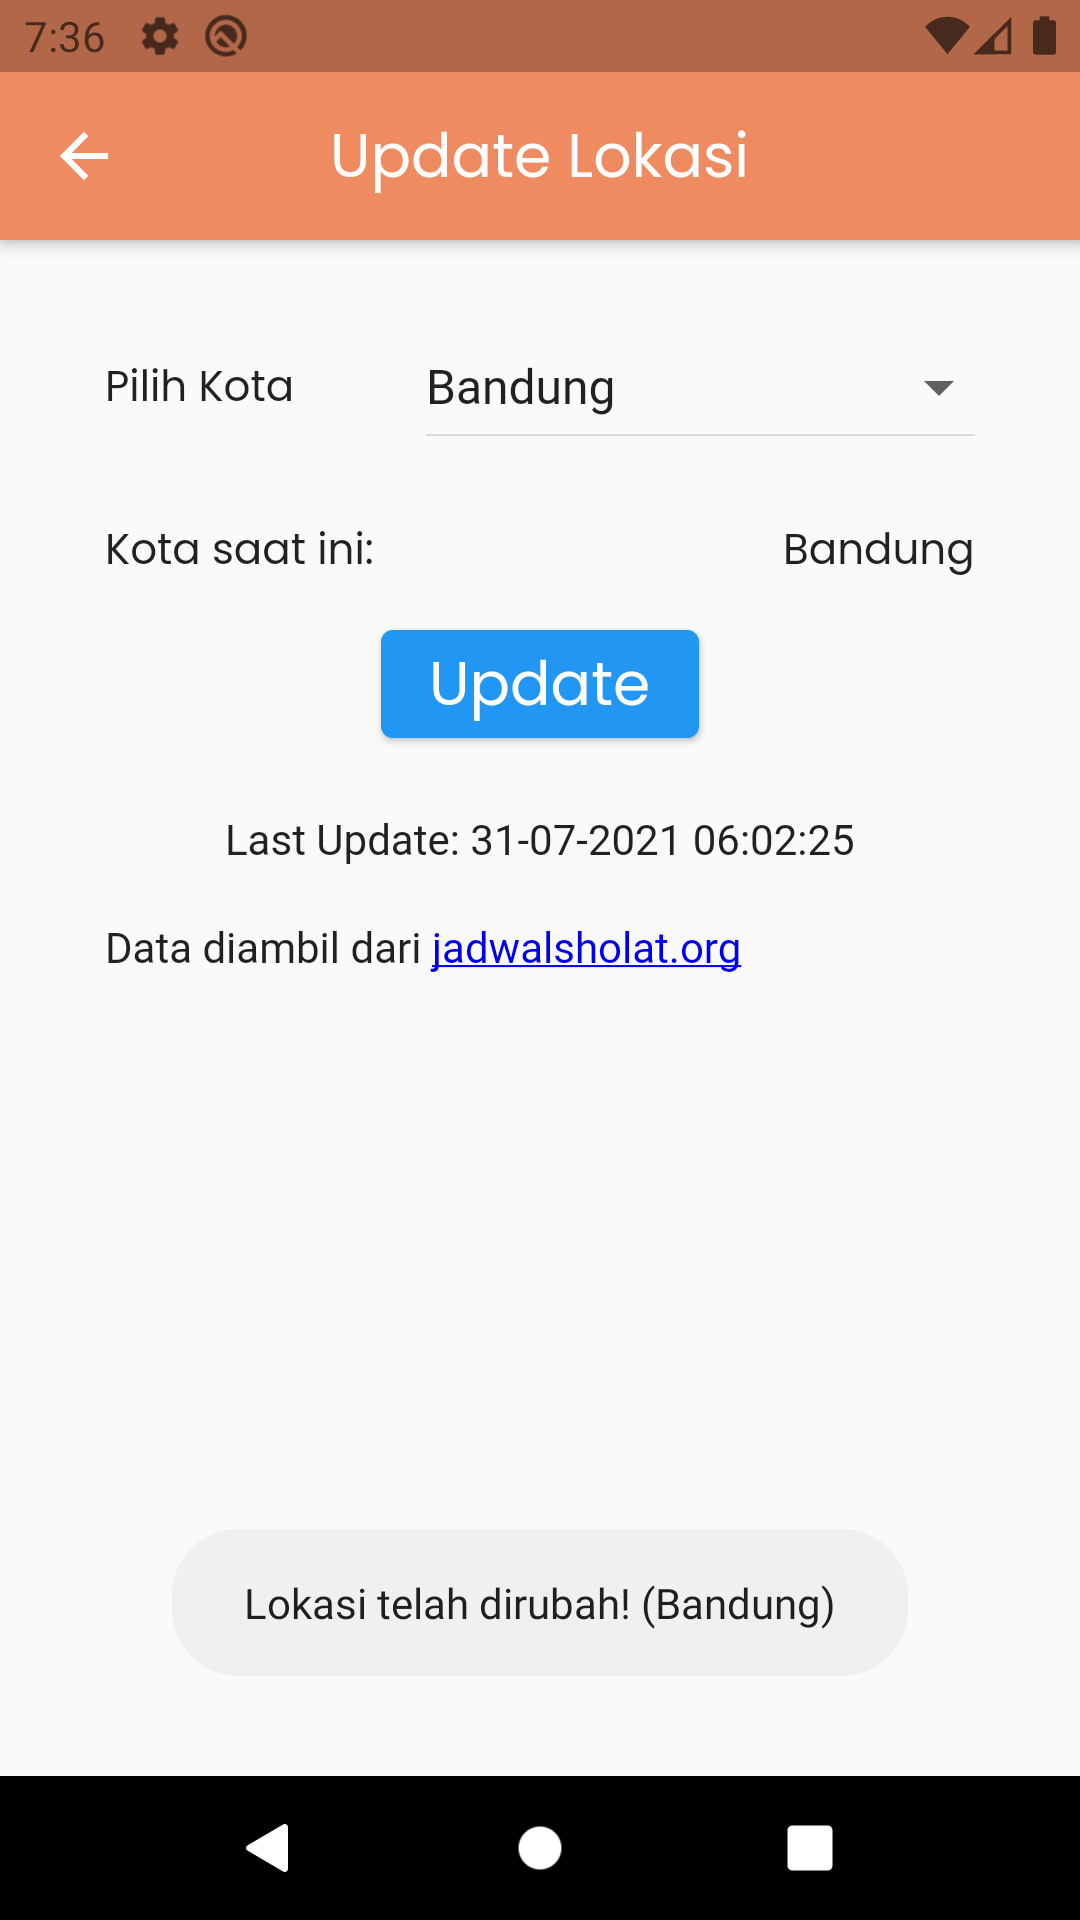 7:36
Update Lokasi
Pilih Kota Bandung
Kota saat ini: Bandung
Update
Last Update: 31-07-2021 06:02:25
Data diambil dari jadwalsholat.org
Lokasi telah dirubah! (Bandung)